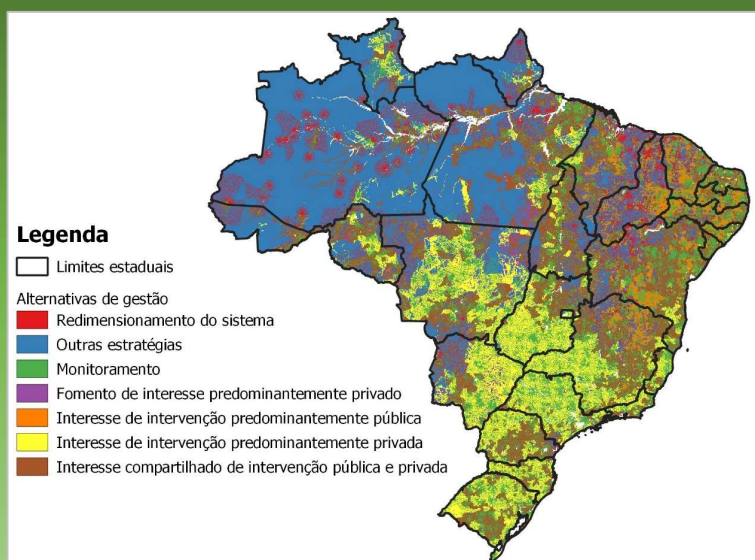 Legenda
Limites estaduais
Alternativas de gestão
Redimensionamento do sistema
Outras estratégias
Monitoramento
Fomento de interesse predominantemente privado
Interesse de intervenção predominantemente pública
Interesse de intervenção predominantemente privada
Interesse compartilhado de intervenção pública e privada